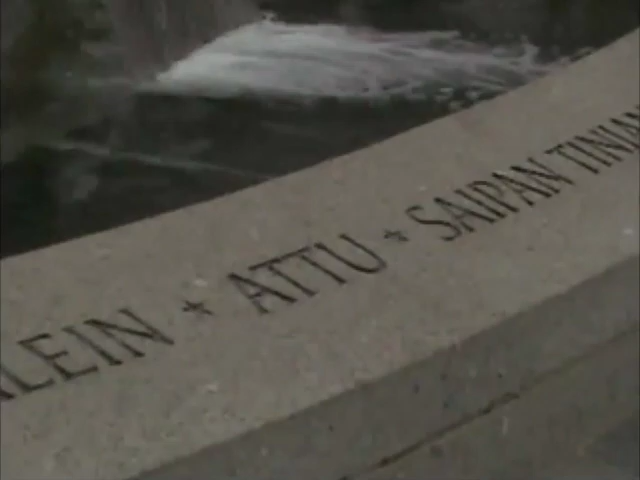 LEIN ★ ATTU ★ SAIPAN TINIAN